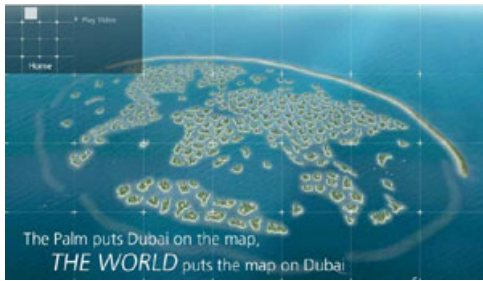 Play Video
Home
The Palm puts Dubai on the map,
THE WORLD puts the map on Dubai